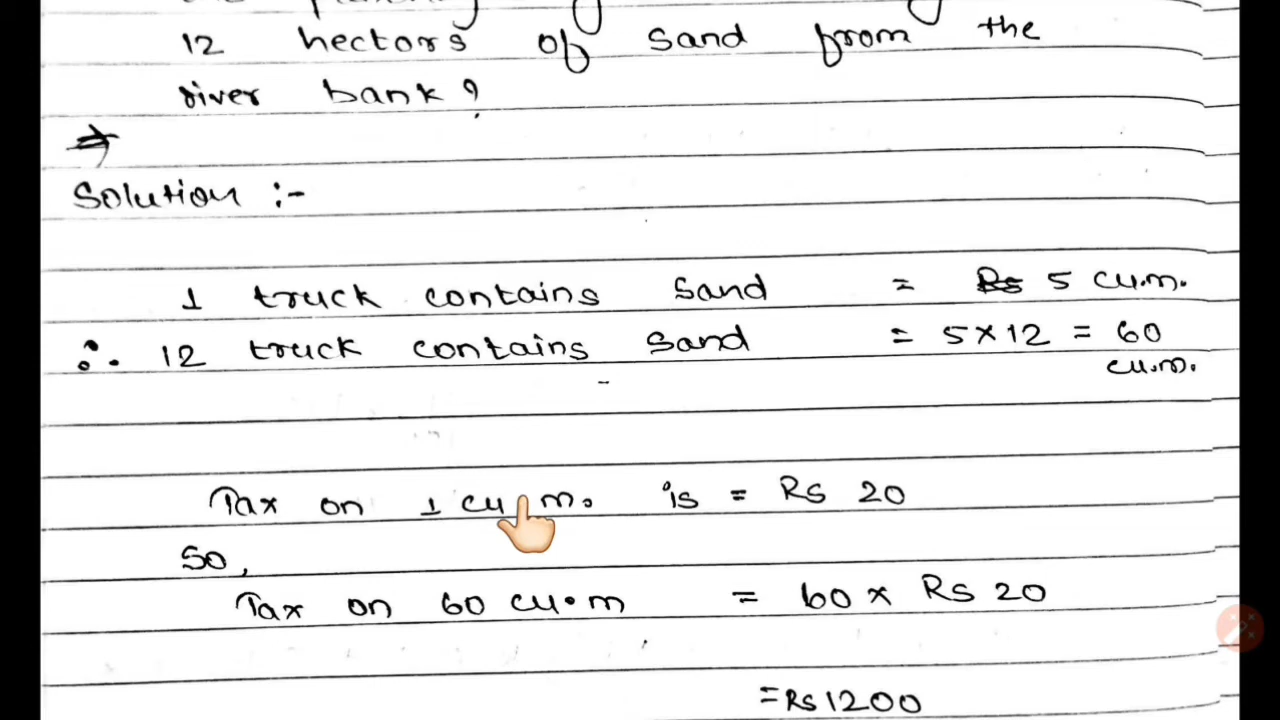 12 hectors of sand from the
river bank?
Solution :-
1 truck contains sand = 5 cu.m.
∴ 12 truck contains sand = 5×12 = 60
cu.m.
Tax on 1 cu m. is = Rs 20
So,
Tax on 60 cu.m = 60 × Rs 20
= Rs 1200